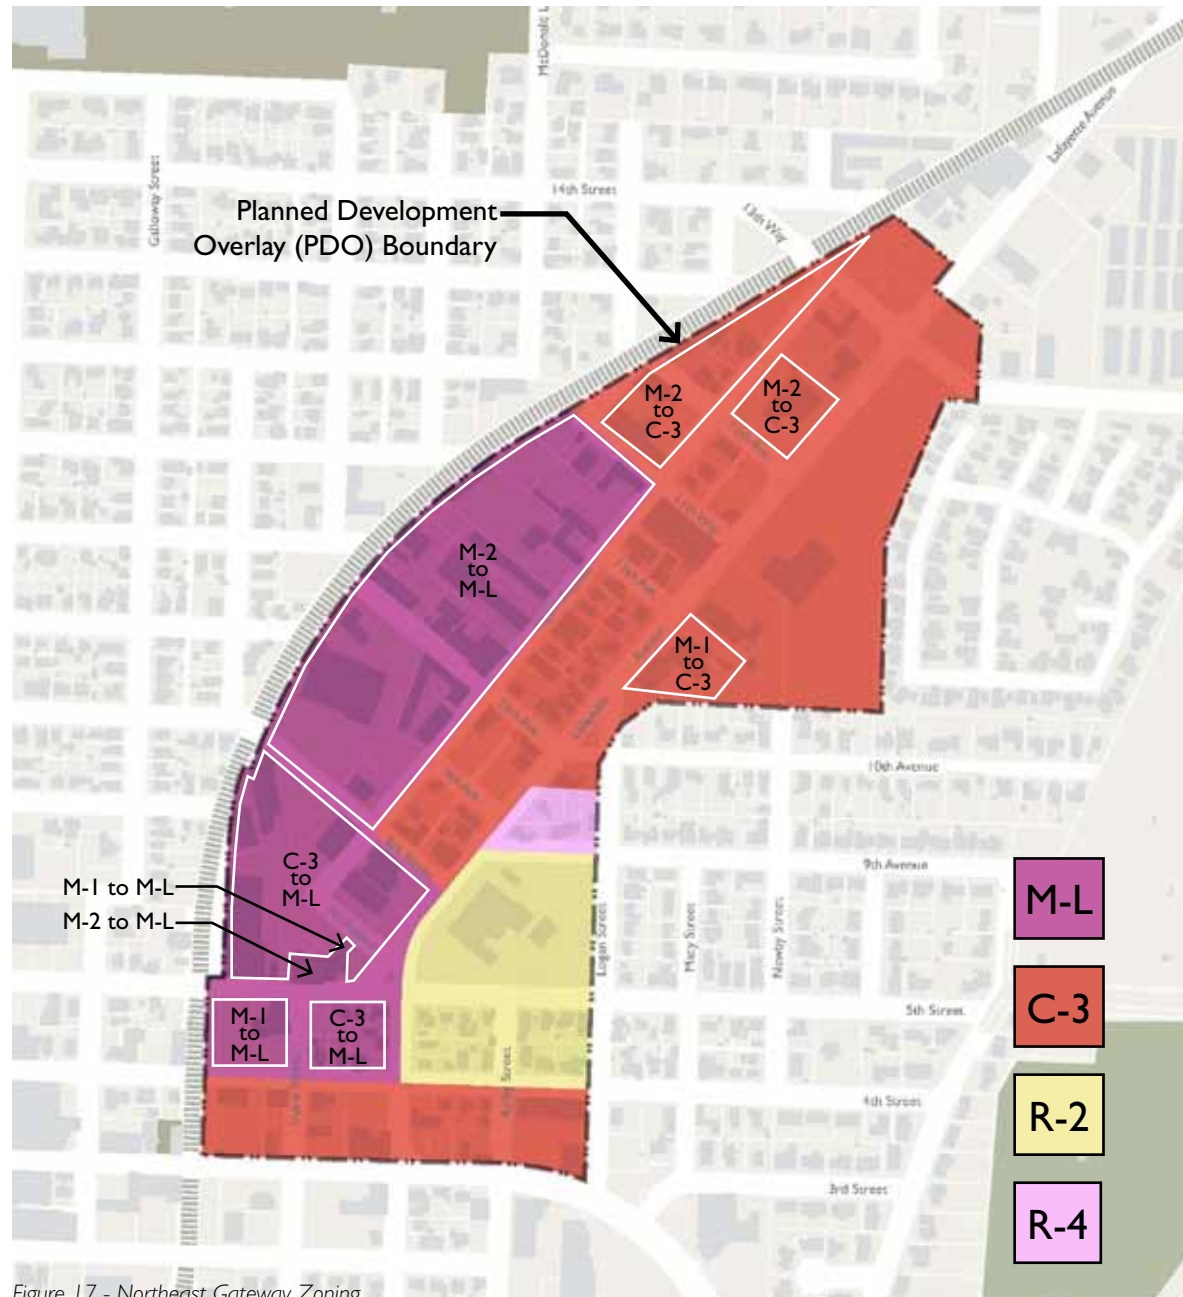 McDonald L
Lafayette Avenue
Galloway Street
14th Street
13th Way
Planned Development
Overlay (PDO) Boundary
M-2
to
C-3
M-2
to
C-3
M-2
to
M-L
M-1
to
C-3
10th Avenue
9th Avenue
C-3
to
M-L
M-1 to M-L
M-2 to M-L
Logan Street
Macy Street
Newby Street
5th Street
M-1
to
M-L
C-3
to
M-L
4th Street
3rd Street
M-L
C-3
R-2
R-4
Figure 17 - Northeast Gateway Zoning